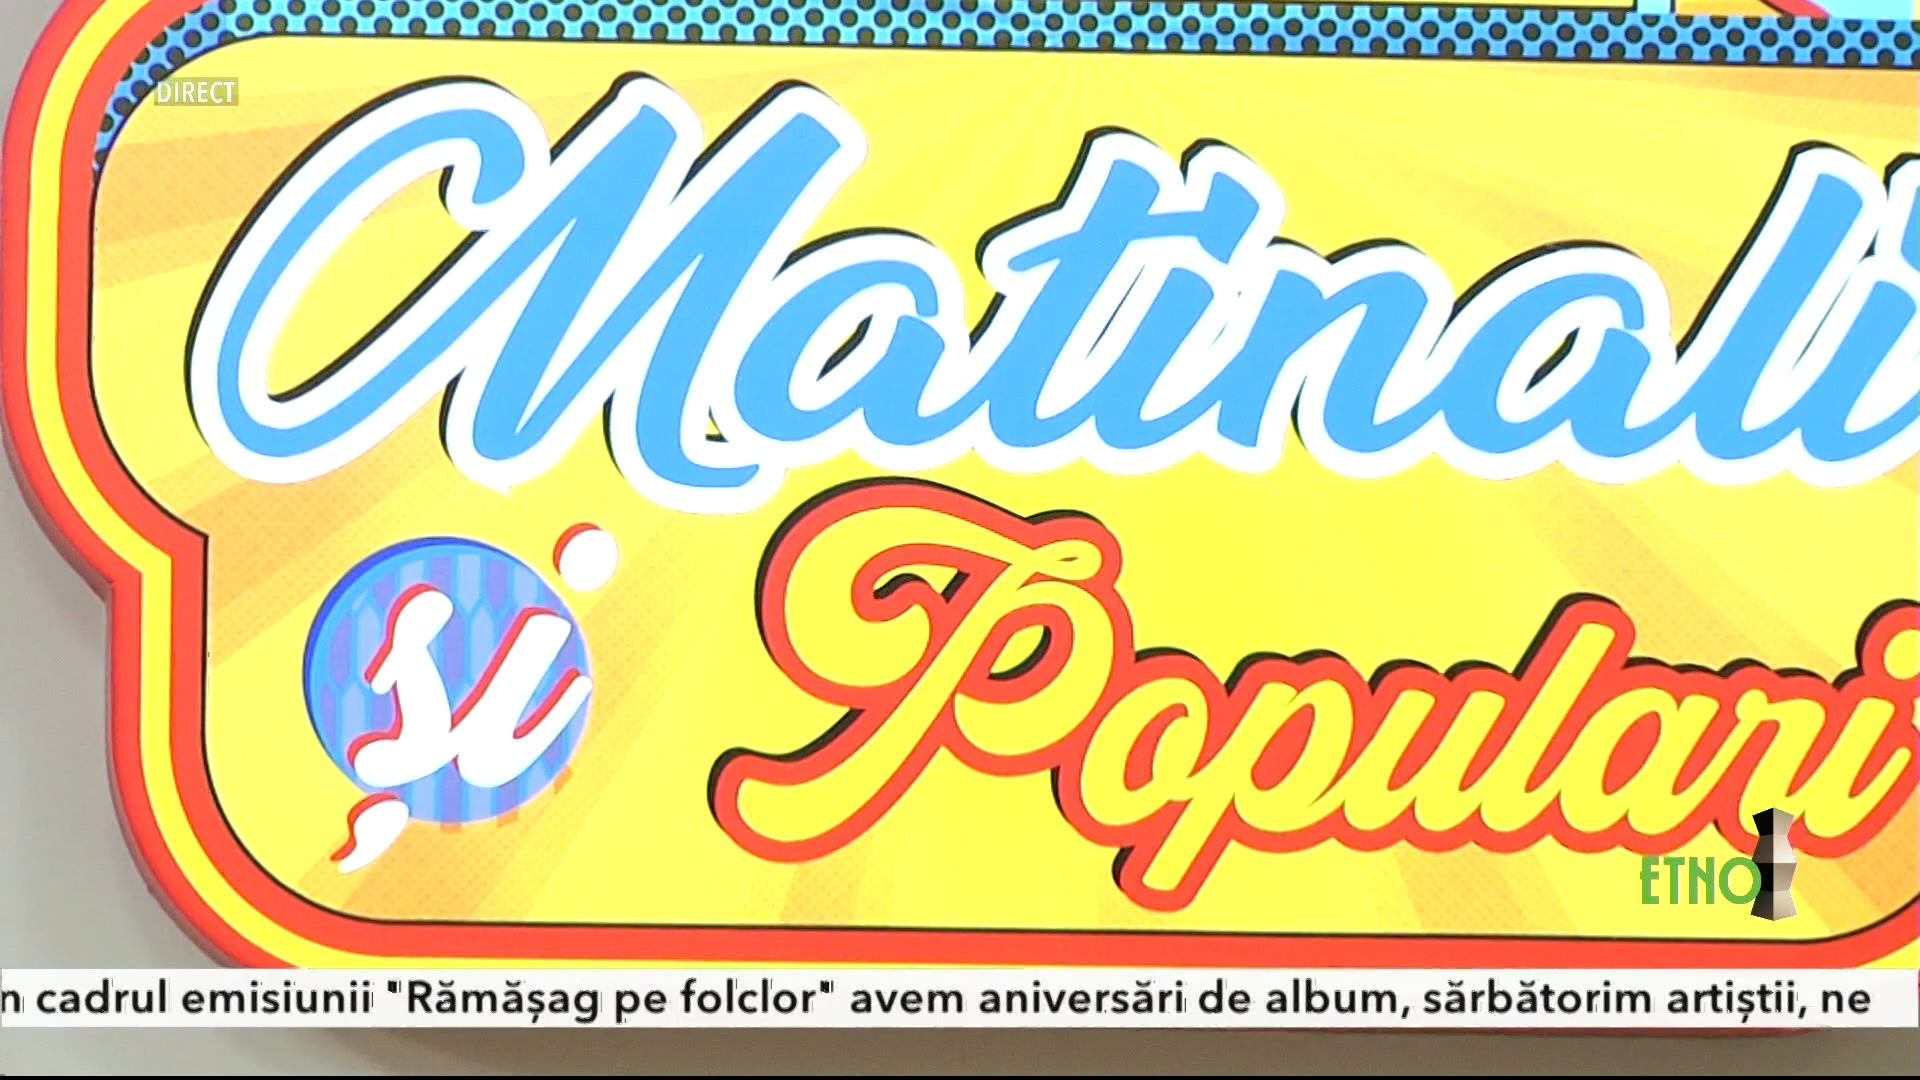 DIRECT
Matinali
și Populari
ETNO
n cadrul emisiunii "Rămășag pe folclor" avem aniversări de album, sărbătorim artiștii, ne